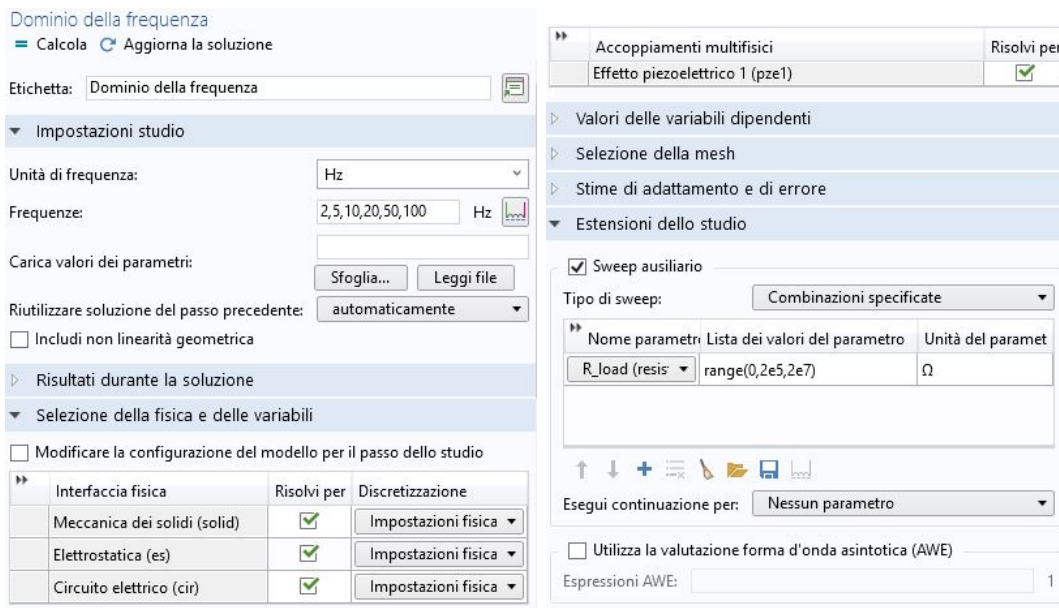 Dominio della frequenza
= Calcola Aggiorna la soluzione
Etichetta: Dominio della frequenza
Impostazioni studio
Unità di frequenza: Hz
Frequenze: 2,5,10,20,50,100 Hz
Carica valori dei parametri:
Sfoglia... Leggi file
Riutilizzare soluzione del passo precedente: automaticamente
Includi non linearità geometrica
Risultati durante la soluzione
Selezione della fisica e delle variabili
Modificare la configurazione del modello per il passo dello studio
Interfaccia fisica Risolvi per Discretizzazione
Meccanica dei solidi (solid) Impostazioni fisica
Elettrostatica (es) Impostazioni fisica
Circuito elettrico (cir) Impostazioni fisica
Accoppiamenti multifisici Risolvi per
Effetto piezoelettrico 1 (pze1)
Valori delle variabili dipendenti
Selezione della mesh
Stime di adattamento e di errore
Estensioni dello studio
Sweep ausiliario
Tipo di sweep: Combinazioni specificate
Nome parametro Lista dei valori del parametro Unità del paramet
R_load (resis range(0,2e5,2e7) Ω
Esegui continuazione per: Nessun parametro
Utilizza la valutazione forma d'onda asintotica (AWE)
Espressioni AWE: 1